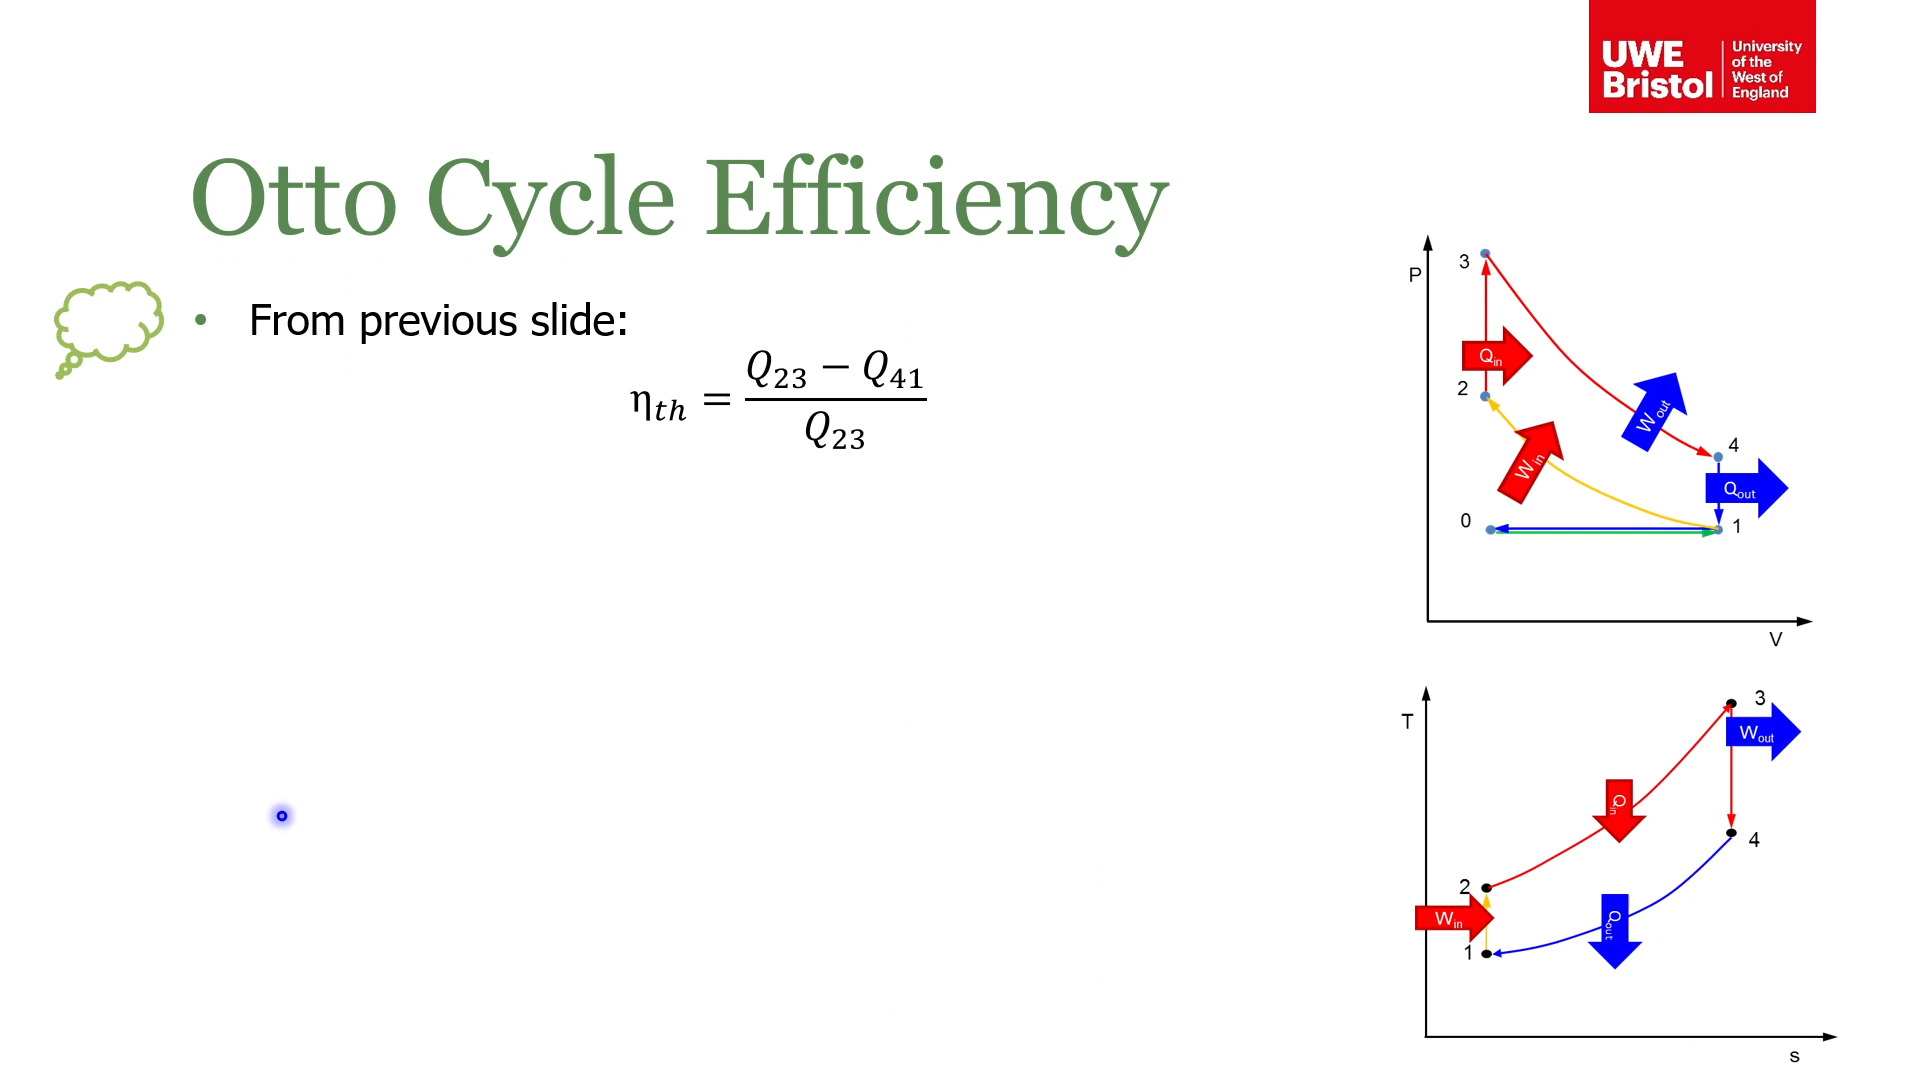 UWE
Bristol
University
of the
West of
England
Otto Cycle Efficiency
• From previous slide:
η_th = (Q_23 − Q_41) / Q_23
P
3
Q_in
2
W_out
W_in
4
Q_out
0
1
V
T
3
W_out
Q_in
4
2
W_in
Q_out
1
s